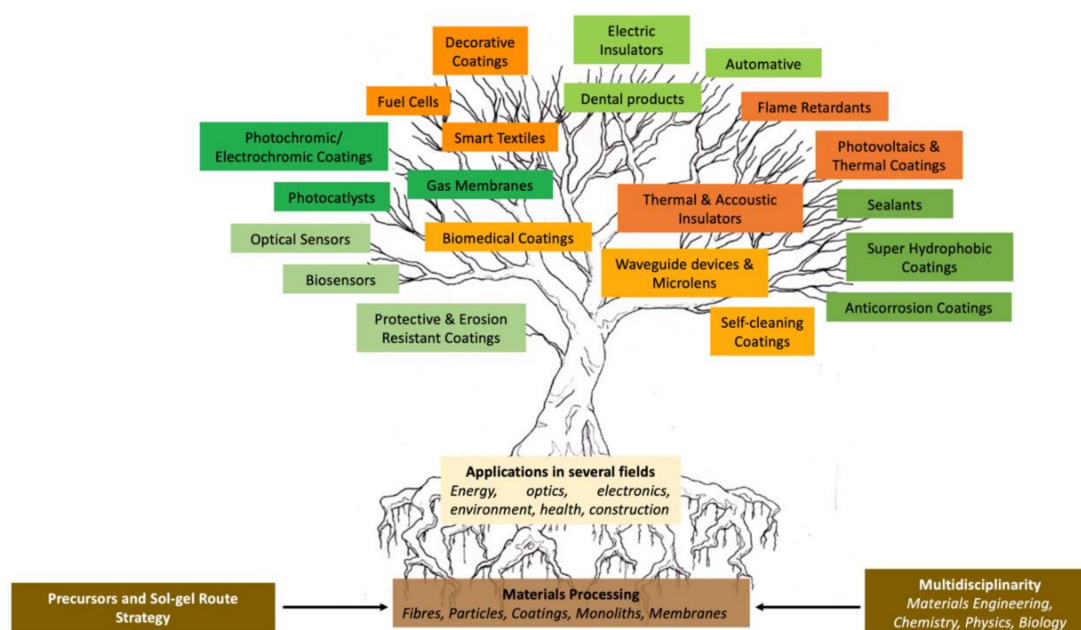 Electric
Insulators
Decorative
Coatings
Automative
Fuel Cells
Dental products
Flame Retardants
Photochromic/
Electrochromic Coatings
Smart Textiles
Photovoltaics &
Thermal Coatings
Gas Membranes
Photocatlysts
Thermal & Accoustic
Insulators
Sealants
Optical Sensors
Biomedical Coatings
Super Hydrophobic
Coatings
Waveguide devices &
Microlens
Biosensors
Anticorrosion Coatings
Protective & Erosion
Resistant Coatings
Self-cleaning
Coatings
Applications in several fields
Energy, optics, electronics,
environment, health, construction
Precursors and Sol-gel Route
Strategy
Materials Processing
Fibres, Particles, Coatings, Monoliths, Membranes
Multidisciplinarity
Materials Engineering,
Chemistry, Physics, Biology